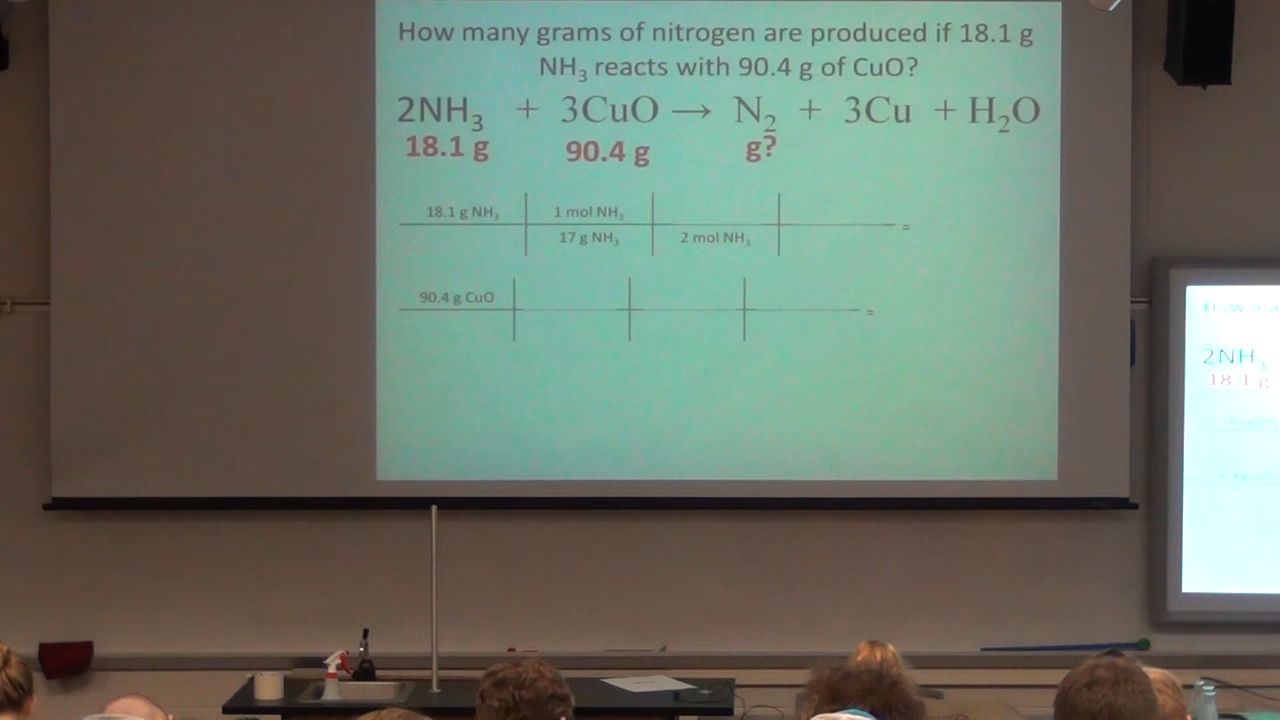 How many grams of nitrogen are produced if 18.1 g
NH₃ reacts with 90.4 g of CuO?
2NH₃ + 3CuO → N₂ + 3Cu + H₂O
18.1 g 90.4 g g?
18.1 g NH₃ 1 mol NH₃
17 g NH₃ 2 mol NH₃ =
90.4 g CuO =
How ma
2NH₃
18.1 g